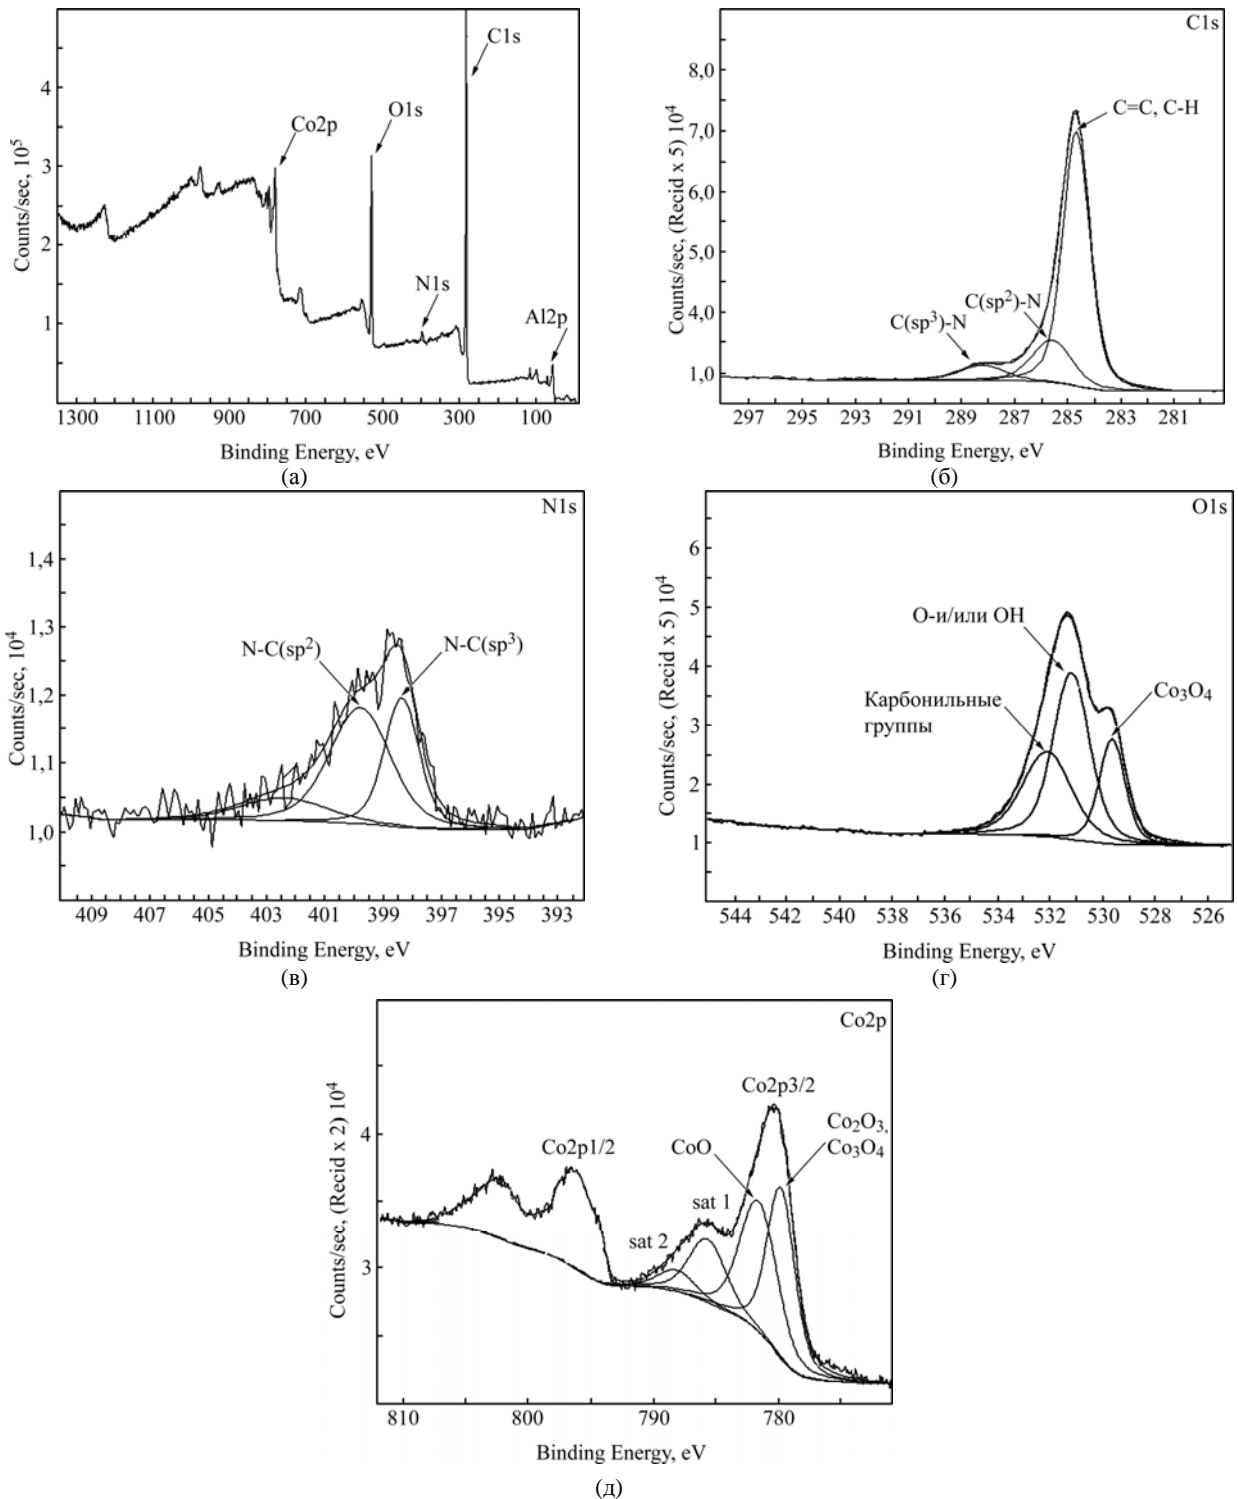 C1s
O1s
Co2p
N1s
Al2p
4
3
2
1
Counts/sec, 10⁵
1300 1100 900 700 500 300 100
Binding Energy, eV
(а)
C1s
C=C, C-H
C(sp²)-N
C(sp³)-N
8,0
7,0
6,0
5,0
4,0
1,0
Counts/sec, (Recid x 5) 10⁴
297 295 293 291 289 287 285 283 281
Binding Energy, eV
(б)
N1s
N-C(sp²)
N-C(sp³)
1,4
1,3
1,2
1,1
1,0
Counts/sec, 10⁴
409 407 405 403 401 399 397 395 393
Binding Energy, eV
(в)
O1s
О-и/или ОН
Карбонильные
группы
Co₃O₄
6
5
4
3
2
1
Counts/sec, (Recid x 5) 10⁴
544 542 540 536 534 532 530 528 526
Binding Energy, eV
(г)
Co2p
Co2p3/2
Co₂O₃,
Co₃O₄
CoO
Co2p1/2
sat 1
sat 2
4
3
Counts/sec, (Recid x 2) 10⁴
810 800 790 780
Binding Energy, eV
(д)